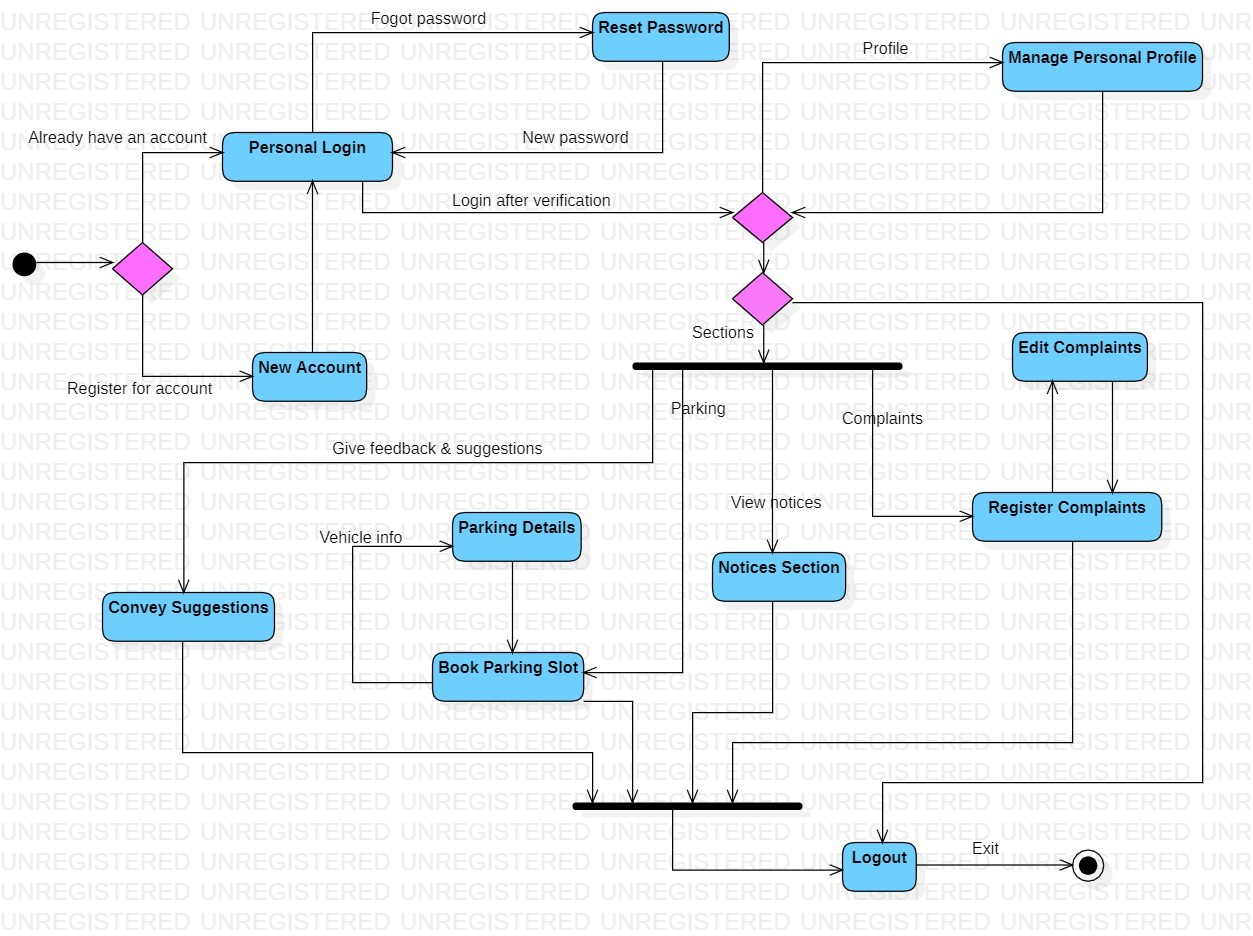 Fogot password
Reset Password
Profile
Manage Personal Profile
Already have an account
Personal Login
New password
Login after verification
Sections
New Account
Register for account
Edit Complaints
Parking
Complaints
Give feedback & suggestions
View notices
Register Complaints
Vehicle info
Parking Details
Notices Section
Convey Suggestions
Book Parking Slot
Logout
Exit
UNREGISTERED